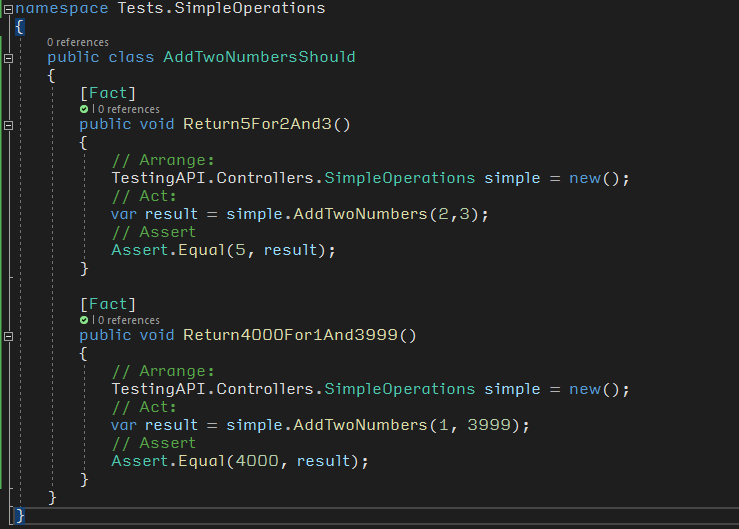 namespace Tests.SimpleOperations
{
0 references
public class AddTwoNumbersShould
{
[Fact]
| 0 references
public void Return5For2And3()
{
// Arrange:
TestingAPI.Controllers.SimpleOperations simple = new();
// Act:
var result = simple.AddTwoNumbers(2,3);
// Assert
Assert.Equal(5, result);
}
[Fact]
| 0 references
public void Return4000For1And3999()
{
// Arrange:
TestingAPI.Controllers.SimpleOperations simple = new();
// Act:
var result = simple.AddTwoNumbers(1, 3999);
// Assert
Assert.Equal(4000, result);
}
}
}